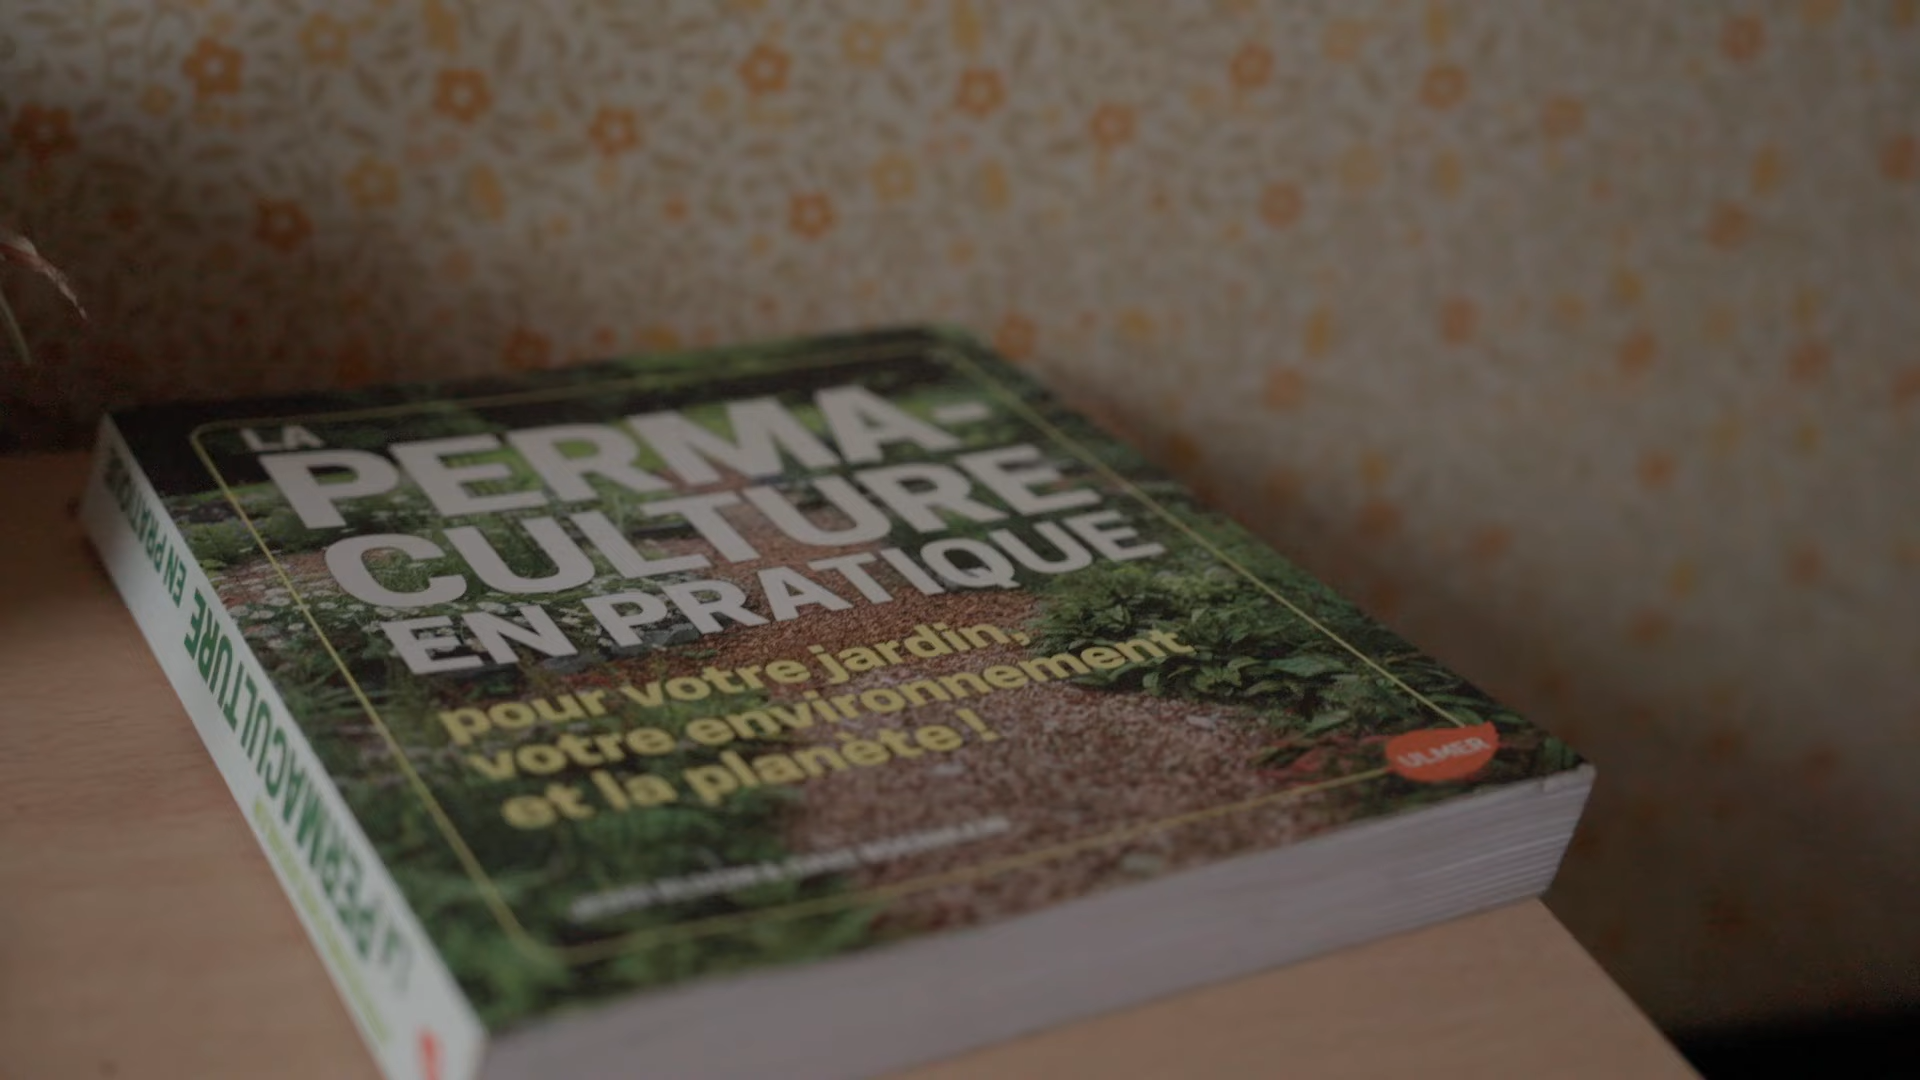 LA
PERMA-
CULTURE
EN PRATIQUE
pour votre jardin,
votre environnement
et la planète !
ULMER
LA PERMACULTURE EN PRATIQUE